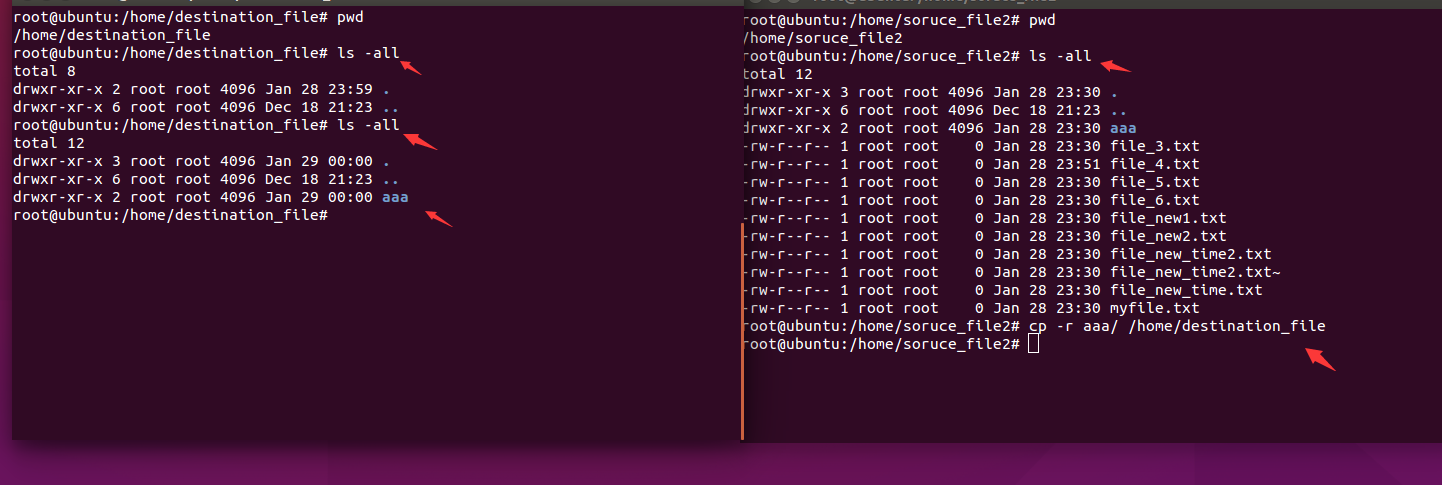 root@ubuntu:/home/destination_file# pwd
/home/destination_file
root@ubuntu:/home/destination_file# ls -all
total 8
drwxr-xr-x 2 root root 4096 Jan 28 23:59 .
drwxr-xr-x 6 root root 4096 Dec 18 21:23 ..
root@ubuntu:/home/destination_file# ls -all
total 12
drwxr-xr-x 3 root root 4096 Jan 29 00:00 .
drwxr-xr-x 6 root root 4096 Dec 18 21:23 ..
drwxr-xr-x 2 root root 4096 Jan 29 00:00 aaa
root@ubuntu:/home/destination_file#
root@ubuntu:/home/soruce_file2# pwd
/home/soruce_file2
root@ubuntu:/home/soruce_file2# ls -all
total 12
drwxr-xr-x 3 root root 4096 Jan 28 23:30 .
drwxr-xr-x 6 root root 4096 Dec 18 21:23 ..
drwxr-xr-x 2 root root 4096 Jan 28 23:30 aaa
-rw-r--r-- 1 root root    0 Jan 28 23:30 file_3.txt
-rw-r--r-- 1 root root    0 Jan 28 23:51 file_4.txt
-rw-r--r-- 1 root root    0 Jan 28 23:30 file_5.txt
-rw-r--r-- 1 root root    0 Jan 28 23:30 file_6.txt
-rw-r--r-- 1 root root    0 Jan 28 23:30 file_new1.txt
-rw-r--r-- 1 root root    0 Jan 28 23:30 file_new2.txt
-rw-r--r-- 1 root root    0 Jan 28 23:30 file_new_time2.txt
-rw-r--r-- 1 root root    0 Jan 28 23:30 file_new_time2.txt~
-rw-r--r-- 1 root root    0 Jan 28 23:30 file_new_time.txt
-rw-r--r-- 1 root root    0 Jan 28 23:30 myfile.txt
root@ubuntu:/home/soruce_file2# cp -r aaa/ /home/destination_file
root@ubuntu:/home/soruce_file2#